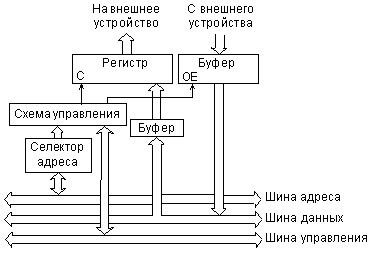 На внешнее
устройство
С внешнего
устройства
Регистр
C
Буфер
OE
Схема управления
Буфер
Селектор
адреса
Шина адреса
Шина данных
Шина управления